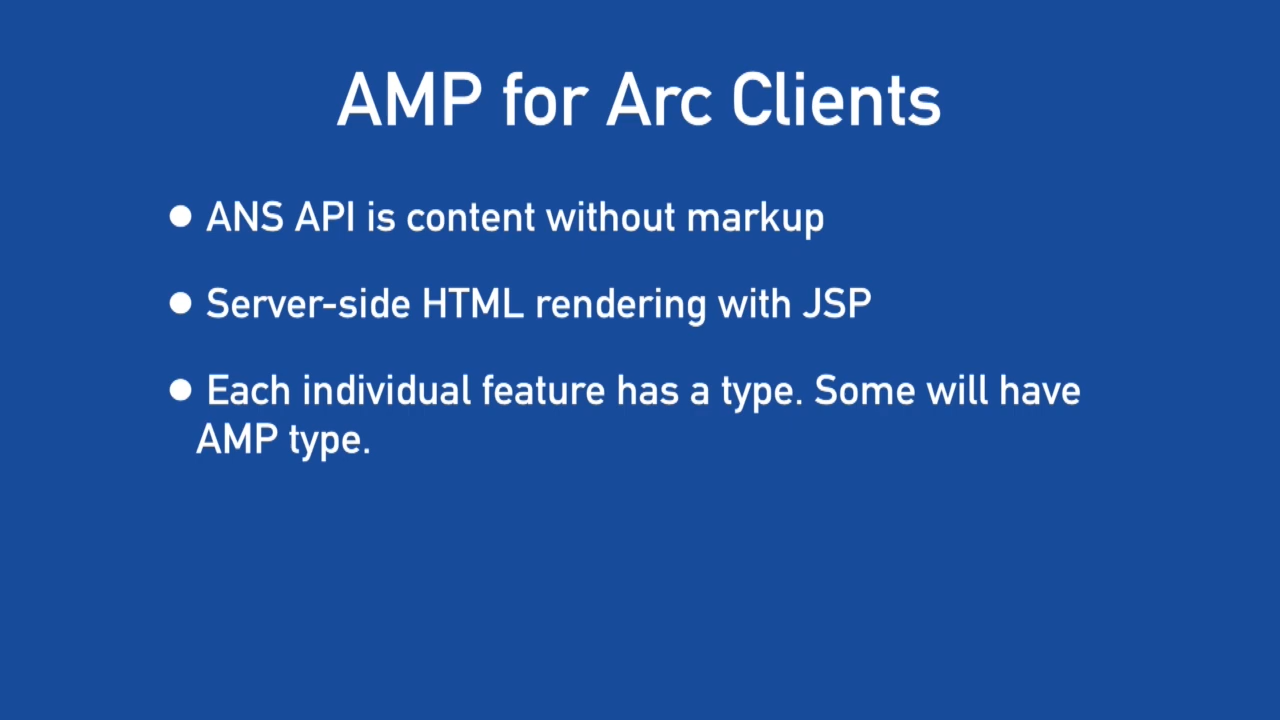 AMP for Arc Clients
● ANS API is content without markup
● Server-side HTML rendering with JSP
● Each individual feature has a type. Some will have
AMP type.